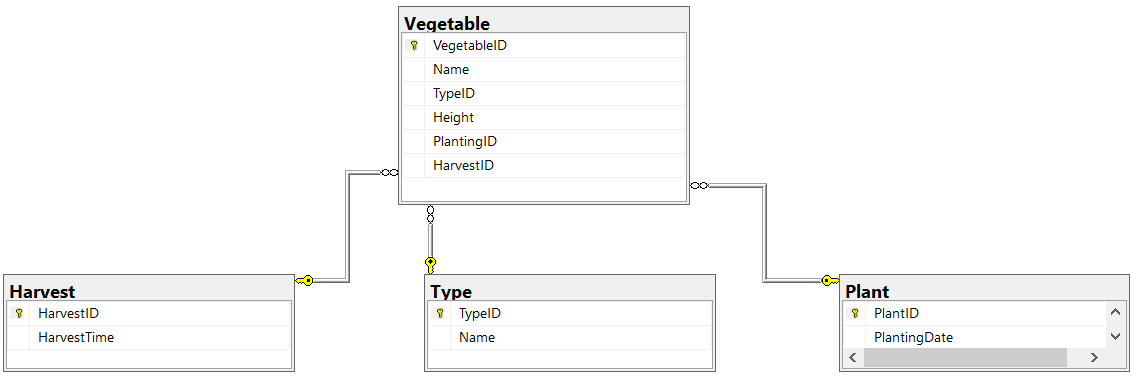 Vegetable
VegetableID
Name
TypeID
Height
PlantingID
HarvestID
Harvest
HarvestID
HarvestTime
Type
TypeID
Name
Plant
PlantID
PlantingDate